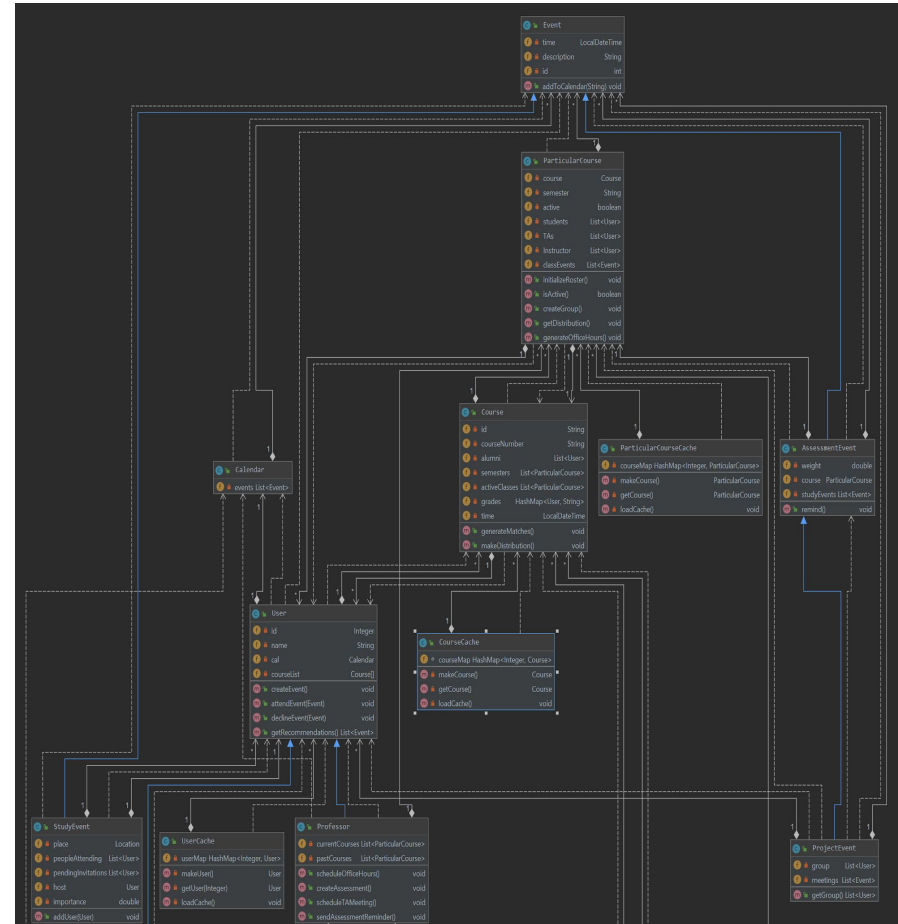 Event
time LocalDateTime
description String
id int
addToCalendar(String) void
ParticularCourse
course Course
semester String
active boolean
students List<User>
TAs List<User>
Instructor List<User>
classEvents List<Event>
initializeRoster() void
isActive() boolean
createGroup() void
getDistribution() void
generateOfficeHours() void
Course
id String
courseNumber String
alumni List<User>
semesters List<ParticularCourse>
activeClasses List<ParticularCourse>
grades HashMap<User, String>
time LocalDateTime
generateMatches() void
makeDistribution() void
ParticularCourseCache
courseMap HashMap<Integer, ParticularCourse>
makeCourse() ParticularCourse
getCourse() ParticularCourse
loadCache() void
AssessmentEvent
weight double
course ParticularCourse
studyEvents List<Event>
remind() void
Calendar
events List<Event>
User
id Integer
name String
cal Calendar
courseList Course[]
createEvent() void
attendEvent(Event) void
declineEvent(Event) void
getRecommendations() List<Event>
CourseCache
courseMap HashMap<Integer, Course>
makeCourse() Course
getCourse() Course
loadCache() void
StudyEvent
place Location
peopleAttending List<User>
pendingInvitations List<User>
host User
importance double
addUser(User) void
UserCache
userMap HashMap<Integer, User>
makeUser() User
getUser(Integer) User
loadCache() void
Professor
currentCourses List<ParticularCourse>
pastCourses List<ParticularCourse>
scheduleOfficeHours() void
createAssessment() void
scheduleTAMeeting() void
sendAssessmentReminder() void
ProjectEvent
group List<User>
meetings List<Event>
getGroup() List<User>